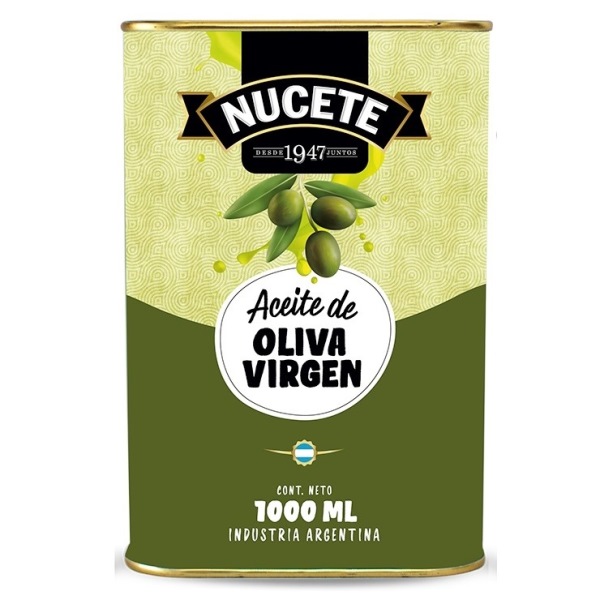 NUCETE
DESDE 1947 JUNTOS
Aceite de
OLIVA
VIRGEN
CONT. NETO
1000 ML
INDUSTRIA ARGENTINA